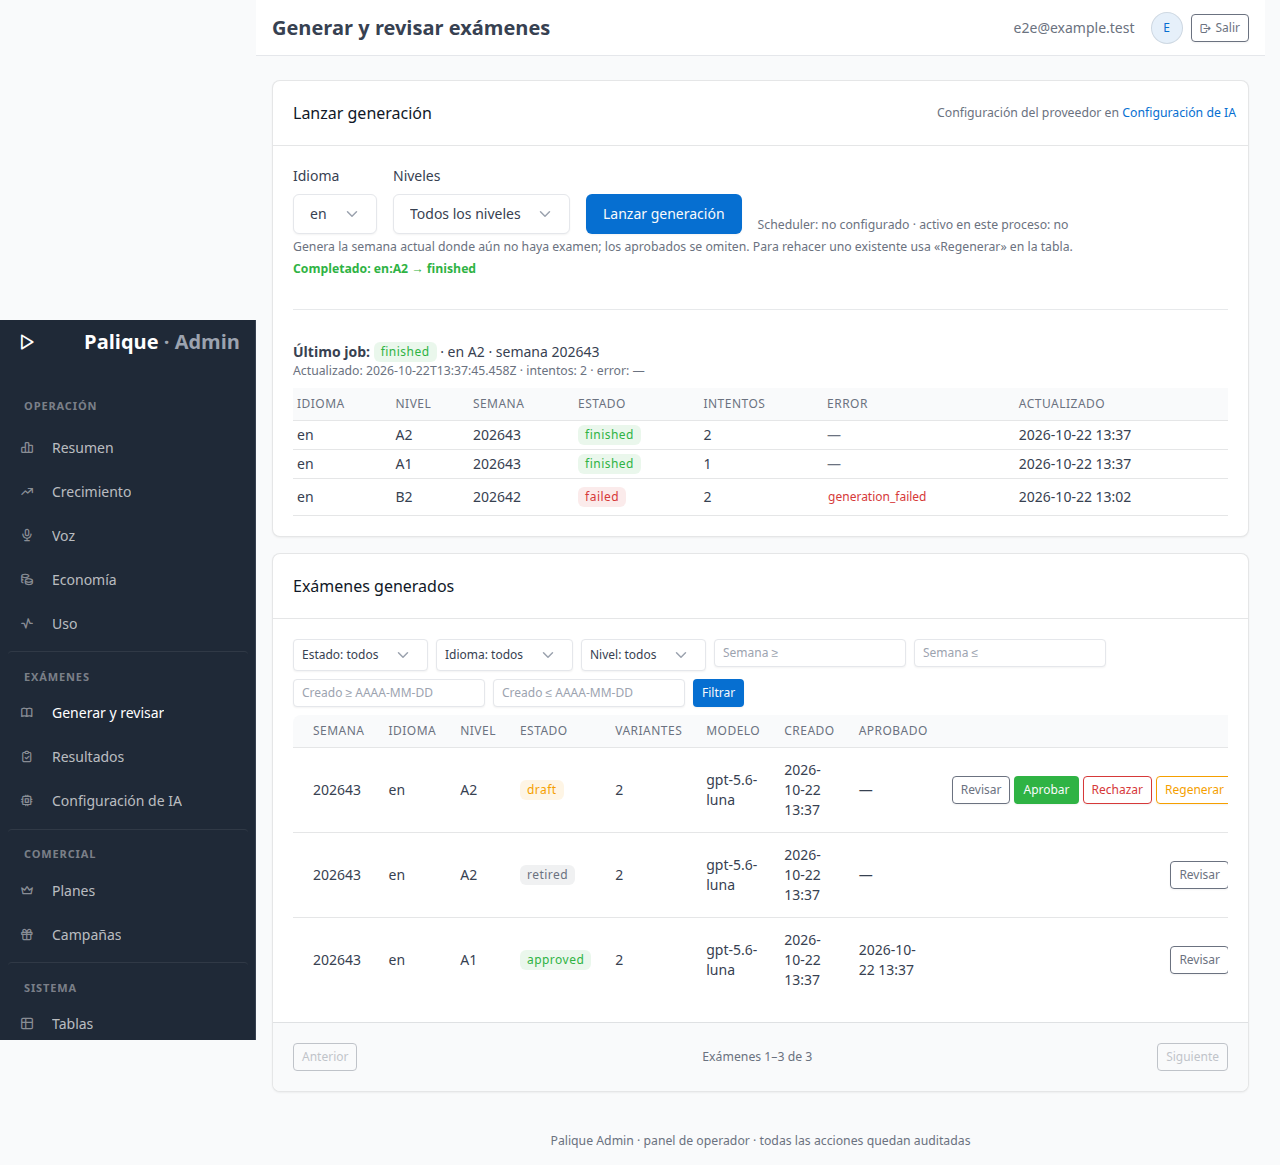 Generar y revisar exámenes
e2e@example.test
E
Salir
Lanzar generación
Configuración del proveedor en Configuración de IA
Idioma
Niveles
en
Todos los niveles
Lanzar generación
Scheduler: no configurado · activo en este proceso: no
Genera la semana actual donde aún no haya examen; los aprobados se omiten. Para rehacer uno existente usa «Regenerar» en la tabla.
Completado: en:A2 → finished
Último job: finished · en A2 · semana 202643
Actualizado: 2026-10-22T13:37:45.458Z · intentos: 2 · error: —
IDIOMA NIVEL SEMANA ESTADO INTENTOS ERROR ACTUALIZADO
en A2 202643 finished 2 — 2026-10-22 13:37
en A1 202643 finished 1 — 2026-10-22 13:37
en B2 202642 failed 2 generation_failed 2026-10-22 13:02
Palique · Admin
OPERACIÓN
Resumen
Crecimiento
Voz
Economía
Uso
EXÁMENES
Generar y revisar
Resultados
Configuración de IA
COMERCIAL
Planes
Campañas
SISTEMA
Tablas
Exámenes generados
Estado: todos
Idioma: todos
Nivel: todos
Semana ≥
Semana ≤
Creado ≥ AAAA-MM-DD
Creado ≤ AAAA-MM-DD
Filtrar
SEMANA IDIOMA NIVEL ESTADO VARIANTES MODELO CREADO APROBADO
202643 en A2 draft 2 gpt-5.6-luna 2026-10-22 13:37 — Revisar Aprobar Rechazar Regenerar
202643 en A2 retired 2 gpt-5.6-luna 2026-10-22 13:37 — Revisar
202643 en A1 approved 2 gpt-5.6-luna 2026-10-22 13:37 2026-10-22 13:37 Revisar
Anterior
Exámenes 1–3 de 3
Siguiente
Palique Admin · panel de operador · todas las acciones quedan auditadas